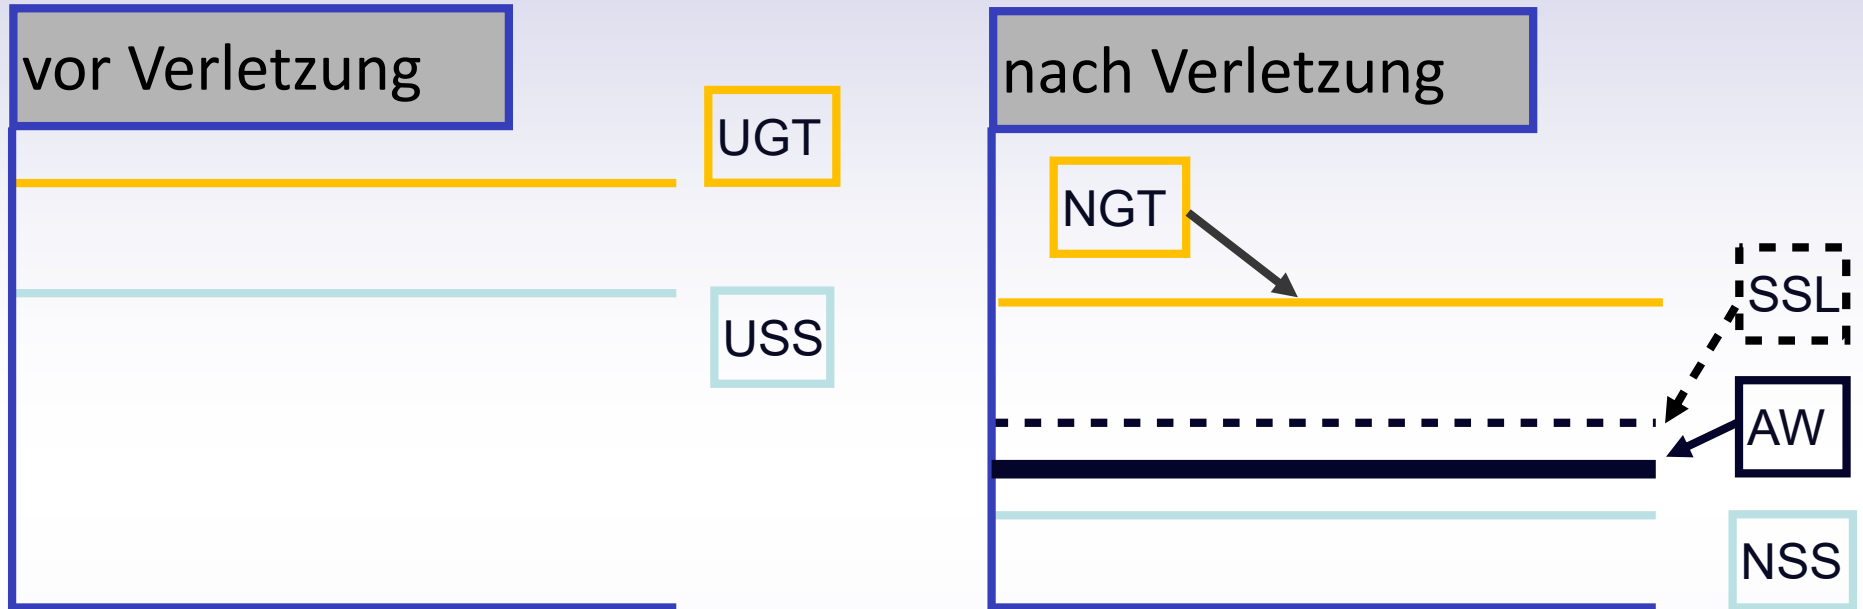 vor Verletzung
UGT
USS
nach Verletzung
NGT
SSL
AW
NSS